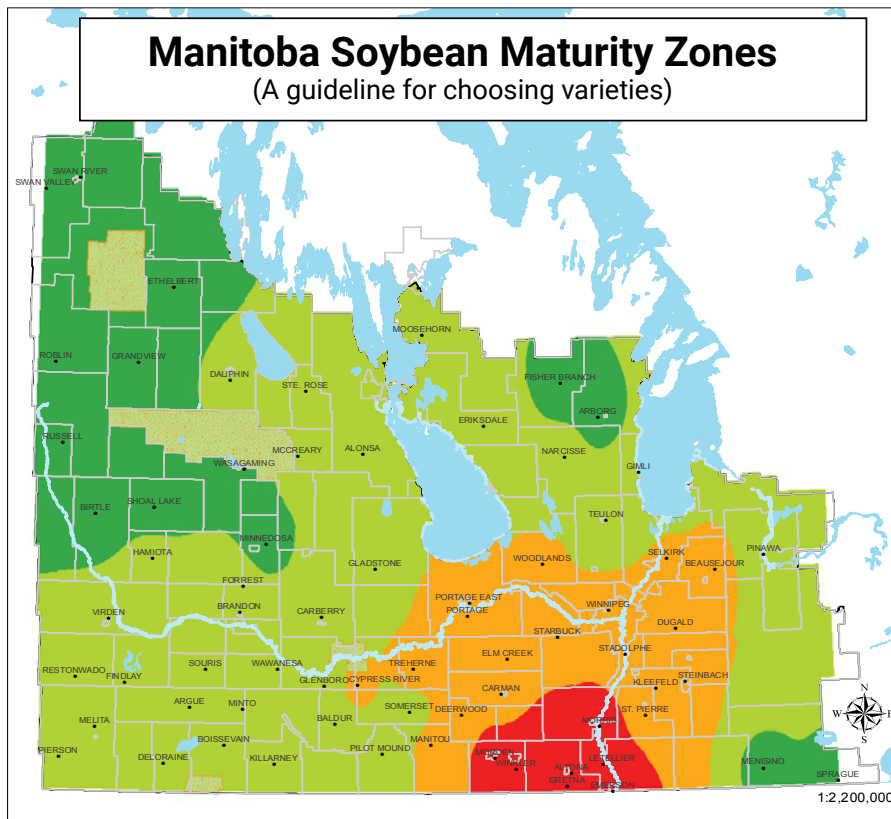 Manitoba Soybean Maturity Zones
(A guideline for choosing varieties)
SWAN RIVER
SWAN VALLEY
ETHELBERT
MOOSEHORN
ROBLIN
GRANDVIEW
DAUPHIN
STE. ROSE
FISHER BRANCH
ARBORG
ERIKSDALE
RUSSELL
WASAGAMING
MCCREARY
ALONSA
NARCISSE
GIMLI
BIRTLE
SHOAL LAKE
TEULON
MINNEDOSA
HAMIOTA
GLADSTONE
WOODLANDS
SELKIRK
BEAUSEJOUR
PINAWA
FORREST
VIRDEN
BRANDON
CARBERRY
PORTAGE EAST
PORTAGE
WINNIPEG
STARBUCK
DUGALD
RESTONWADO
FINDLAY
SOURIS
WAWANESA
GLENBORO
CYPRESS RIVER
TREHERNE
ELM CREEK
STADOLPHE
KLEEFELD
STEINBACH
CARMAN
ARGUE
MINTO
BALDUR
SOMERSET
DEERWOOD
ST. PIERRE
MELITA
MORRIS
N
W
E
S
PIERSON
DELORAINE
BOISSEVAIN
KILLARNEY
PILOT MOUND
MANITOU
MORDEN
WINKLER
ALTONA
LETELLIER
GRETNA
EMERSON
MENISINO
SPRAGUE
1:2,200,000